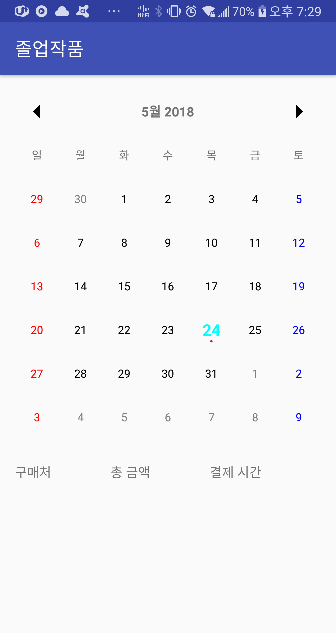 70% 오후 7:29
졸업작품
5월 2018
일 월 화 수 목 금 토
29 30 1 2 3 4 5
6 7 8 9 10 11 12
13 14 15 16 17 18 19
20 21 22 23 24 25 26
27 28 29 30 31 1 2
3 4 5 6 7 8 9
구매처 총 금액 결제 시간